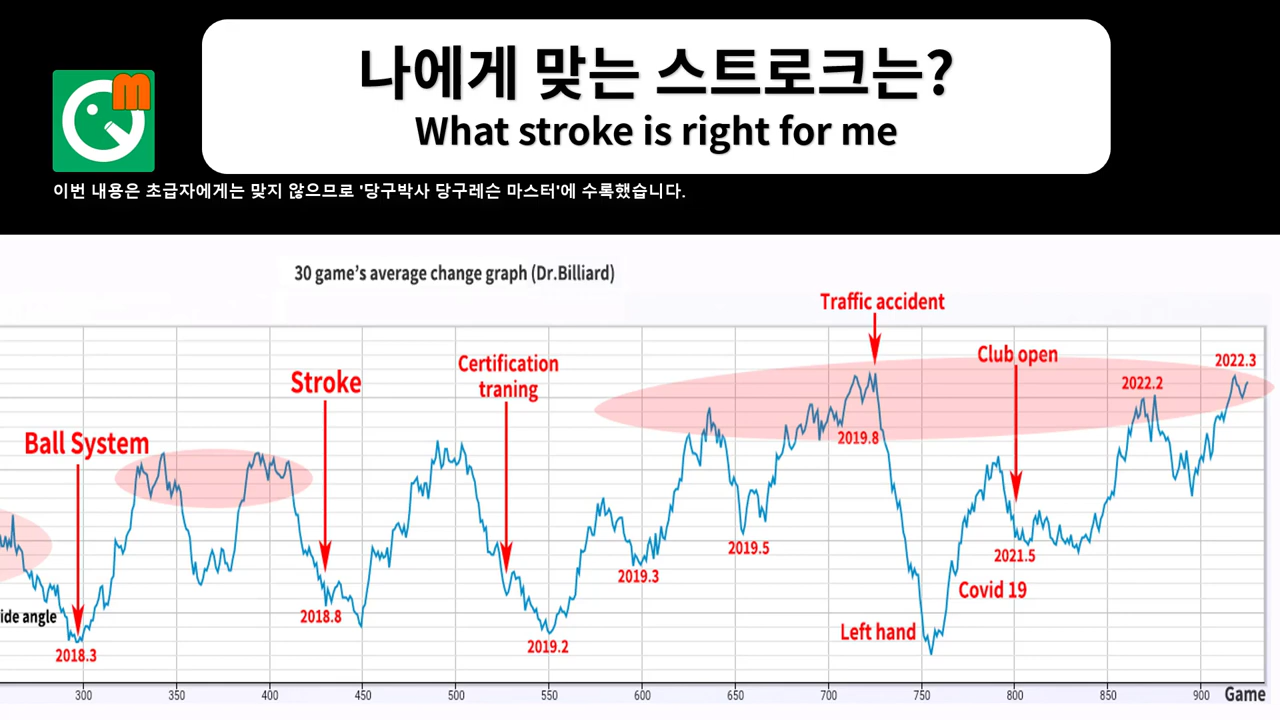 나에게 맞는 스트로크는?
What stroke is right for me
m
이번 내용은 초급자에게는 맞지 않으므로 '당구박사 당구레슨 마스터'에 수록했습니다.
30 game's average change graph (Dr.Billiard)
Traffic accident
Club open
2022.3
Certification
traning
Stroke
2022.2
Ball System
2019.8
2019.5
2021.5
2019.3
Covid 19
ide angle
2018.8
Left hand
2019.2
2018.3
300 350 400 450 500 550 600 650 700 750 800 850 900 Game